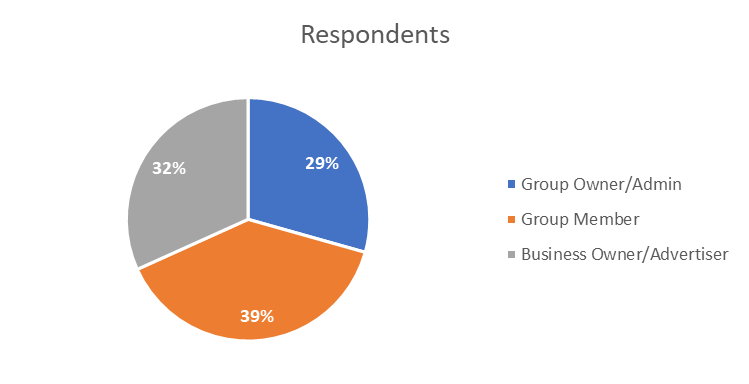 Respondents
29%
32%
39%
Group Owner/Admin
Group Member
Business Owner/Advertiser